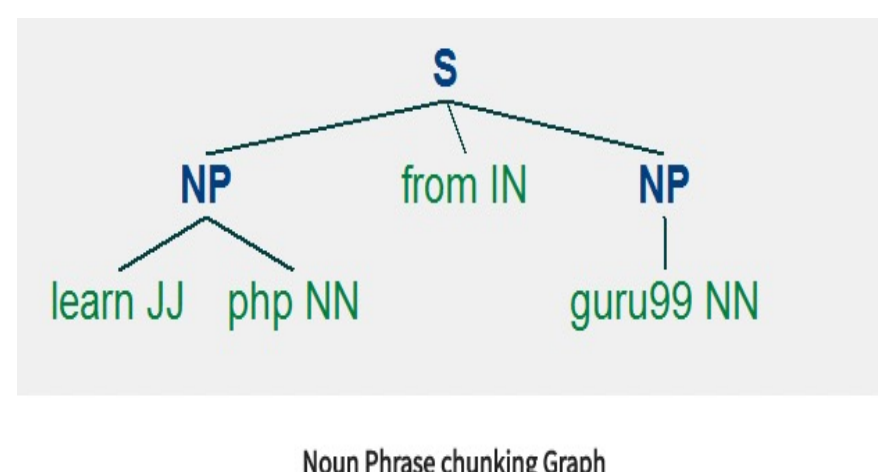 S
NP from IN NP
learn JJ php NN guru99 NN
Noun Phrase chunking Graph